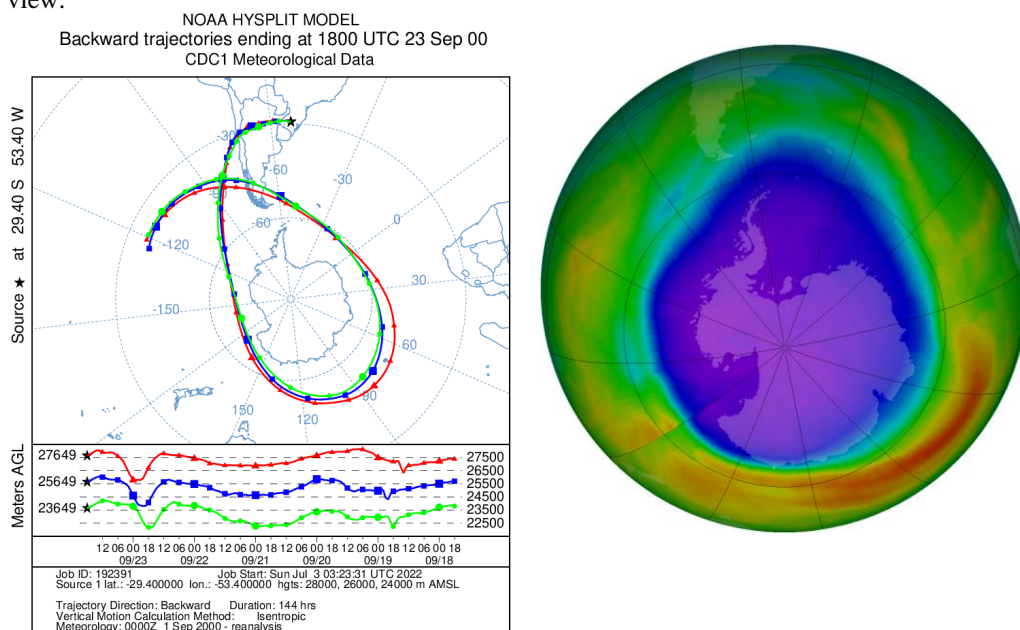 view:
NOAA HYSPLIT MODEL
Backward trajectories ending at 1800 UTC 23 Sep 00
CDC1 Meteorological Data
Source ★ at 29.40 S 53.40 W
-30
-60
-30
-90
-60
0
-120
30
-150
60
90
150
120
Meters AGL
27649
25649
23649
27500
26500
25500
24500
23500
22500
12 06 00 18 12 06 00 18 12 06 00 18 12 06 00 18 12 06 00 18 12 06 00 18
09/23 09/22 09/21 09/20 09/19 09/18
Job ID: 192391 Job Start: Sun Jul 3 03:23:31 UTC 2022
Source 1 lat.: -29.400000 lon.: -53.400000 hgts: 28000, 26000, 24000 m AMSL
Trajectory Direction: Backward Duration: 144 hrs
Vertical Motion Calculation Method: Isentropic
Meteorology: 0000Z 1 Sep 2000 - reanalysis